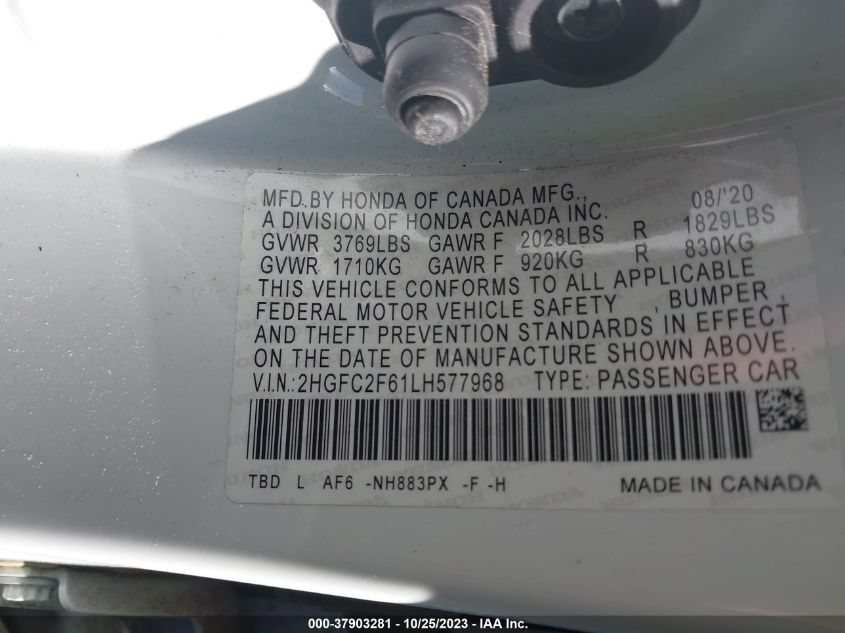 MFD.BY HONDA OF CANADA MFG., 08/'20
A DIVISION OF HONDA CANADA INC.
GVWR 3769LBS GAWR F 2028LBS R 1829LBS
GVWR 1710KG GAWR F 920KG R 830KG
THIS VEHICLE CONFORMS TO ALL APPLICABLE
FEDERAL MOTOR VEHICLE SAFETY , BUMPER ,
AND THEFT PREVENTION STANDARDS IN EFFECT
ON THE DATE OF MANUFACTURE SHOWN ABOVE.
V.I.N.:2HGFC2F61LH577968 TYPE: PASSENGER CAR
TBD L AF6 -NH883PX -F -H MADE IN CANADA
000-37903281 - 10/25/2023 - IAA Inc.